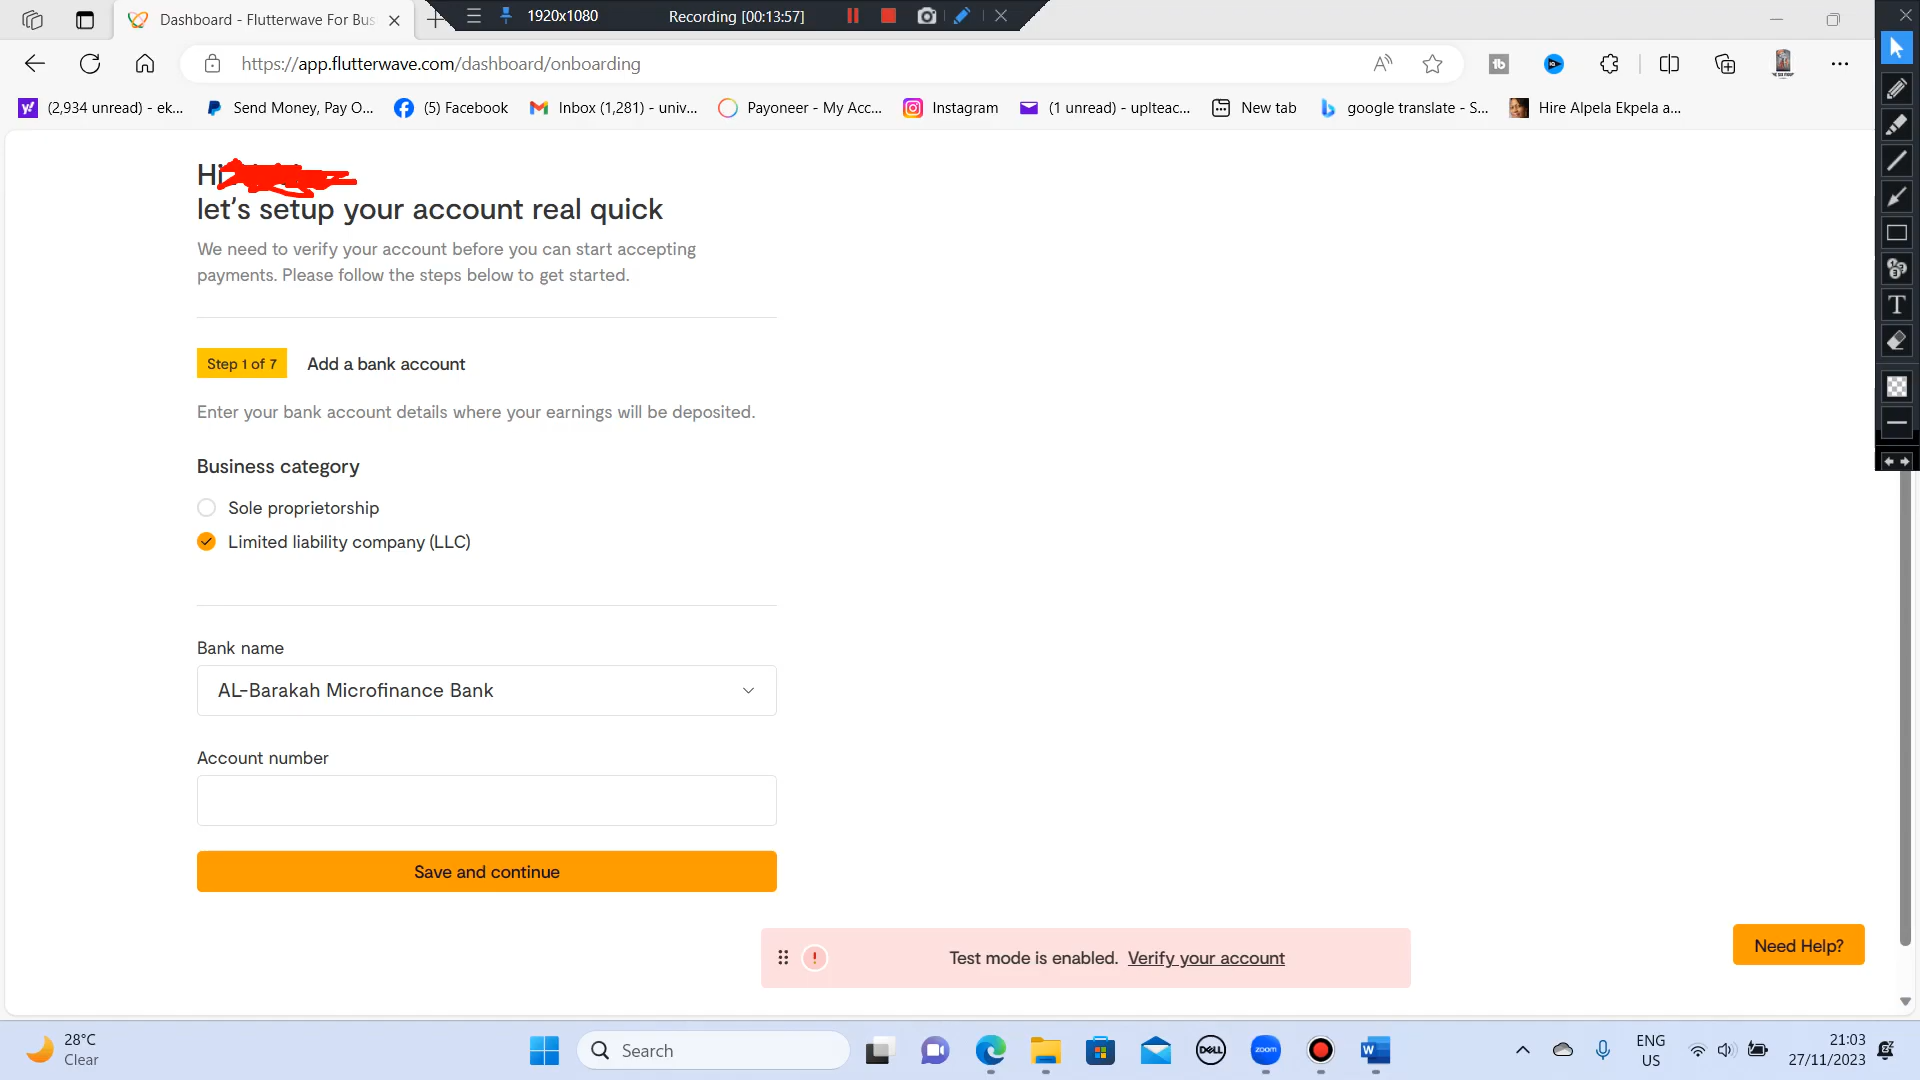 Dashboard - Flutterwave For Bus
1920x1080
Recording [00:13:57]
https://app.flutterwave.com/dashboard/onboarding
(2,934 unread) - ek...
Send Money, Pay O...
(5) Facebook
Inbox (1,281) - univ...
Payoneer - My Acc...
Instagram
(1 unread) - uplteac...
New tab
google translate - S...
Hire Alpela Ekpela a...
Hi
let's setup your account real quick
We need to verify your account before you can start accepting
payments. Please follow the steps below to get started.
Step 1 of 7
Add a bank account
Enter your bank account details where your earnings will be deposited.
Business category
Sole proprietorship
Limited liability company (LLC)
Bank name
AL-Barakah Microfinance Bank
Account number
Save and continue
Test mode is enabled. Verify your account
Need Help?
28°C
Clear
Search
DELL
zoom
ENG
US
21:03
27/11/2023